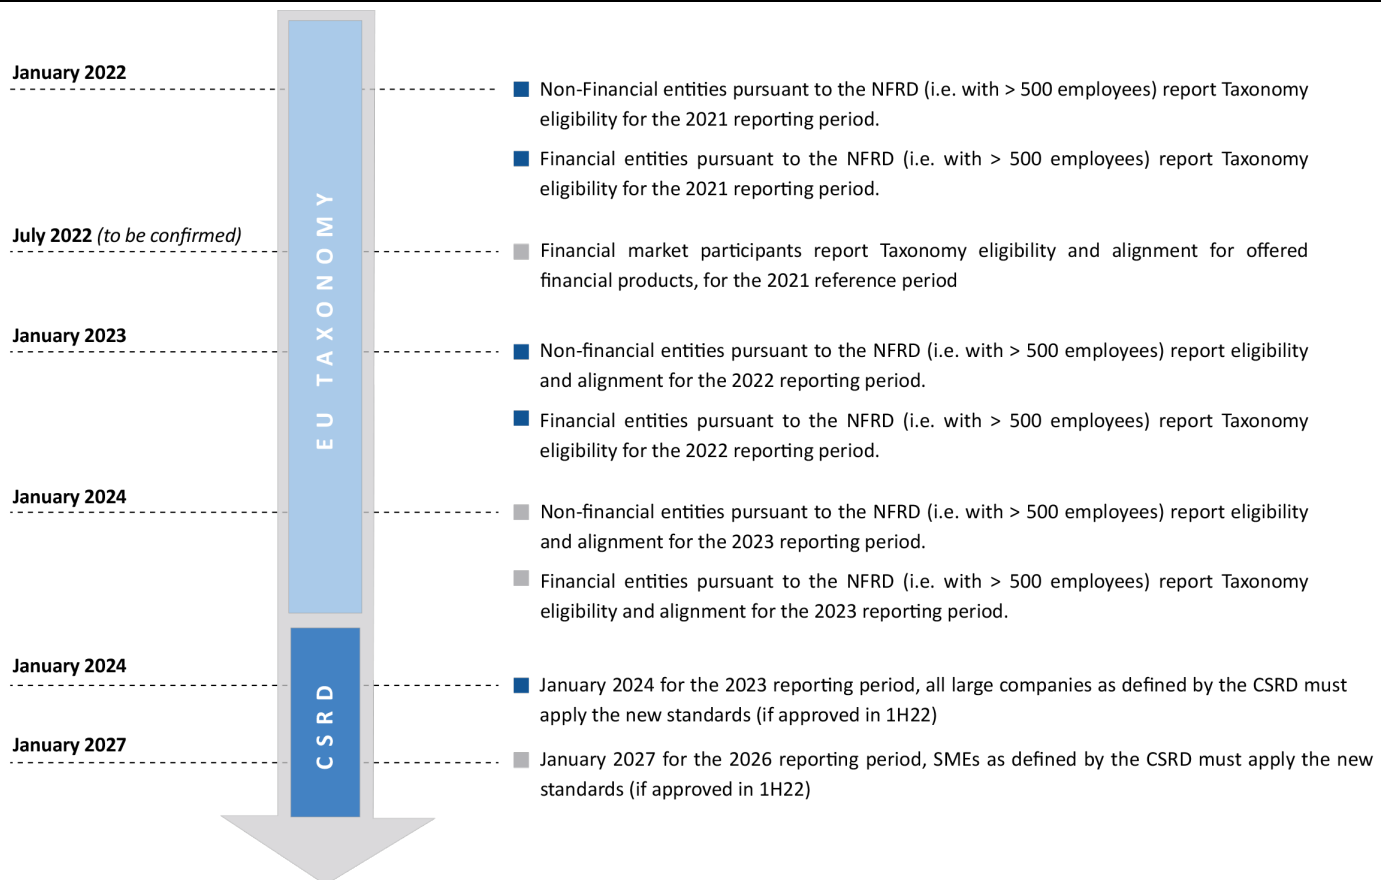 January 2022
Non-Financial entities pursuant to the NFRD (i.e. with > 500 employees) report Taxonomy
eligibility for the 2021 reporting period.
Financial entities pursuant to the NFRD (i.e. with > 500 employees) report Taxonomy
eligibility for the 2021 reporting period.
July 2022 (to be confirmed)
Financial market participants report Taxonomy eligibility and alignment for offered
financial products, for the 2021 reference period
January 2023
Non-financial entities pursuant to the NFRD (i.e. with > 500 employees) report eligibility
and alignment for the 2022 reporting period.
Financial entities pursuant to the NFRD (i.e. with > 500 employees) report Taxonomy
eligibility for the 2022 reporting period.
EU TAXONOMY
January 2024
Non-financial entities pursuant to the NFRD (i.e. with > 500 employees) report eligibility
and alignment for the 2023 reporting period.
Financial entities pursuant to the NFRD (i.e. with > 500 employees) report Taxonomy
eligibility and alignment for the 2023 reporting period.
January 2024
January 2024 for the 2023 reporting period, all large companies as defined by the CSRD must
apply the new standards (if approved in 1H22)
CSRD
January 2027
January 2027 for the 2026 reporting period, SMEs as defined by the CSRD must apply the new
standards (if approved in 1H22)